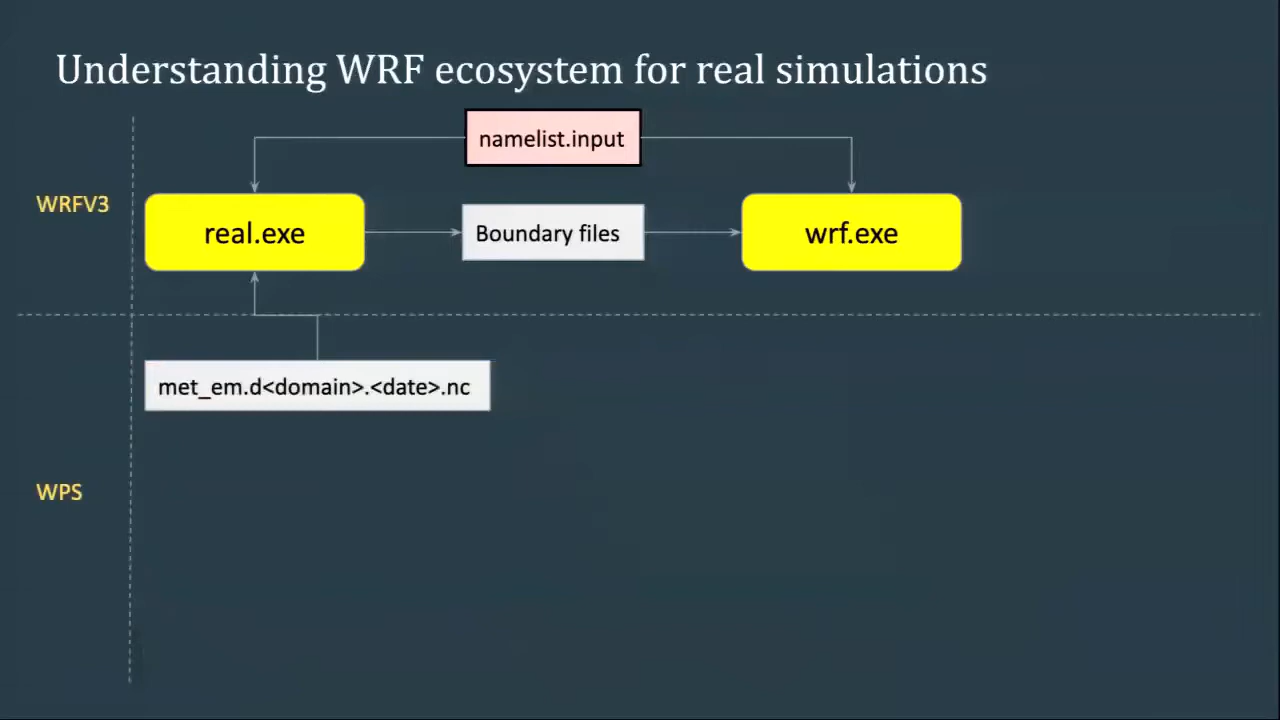 Understanding WRF ecosystem for real simulations
namelist.input
WRFV3
real.exe
Boundary files
wrf.exe
met_em.d<domain>.<date>.nc
WPS